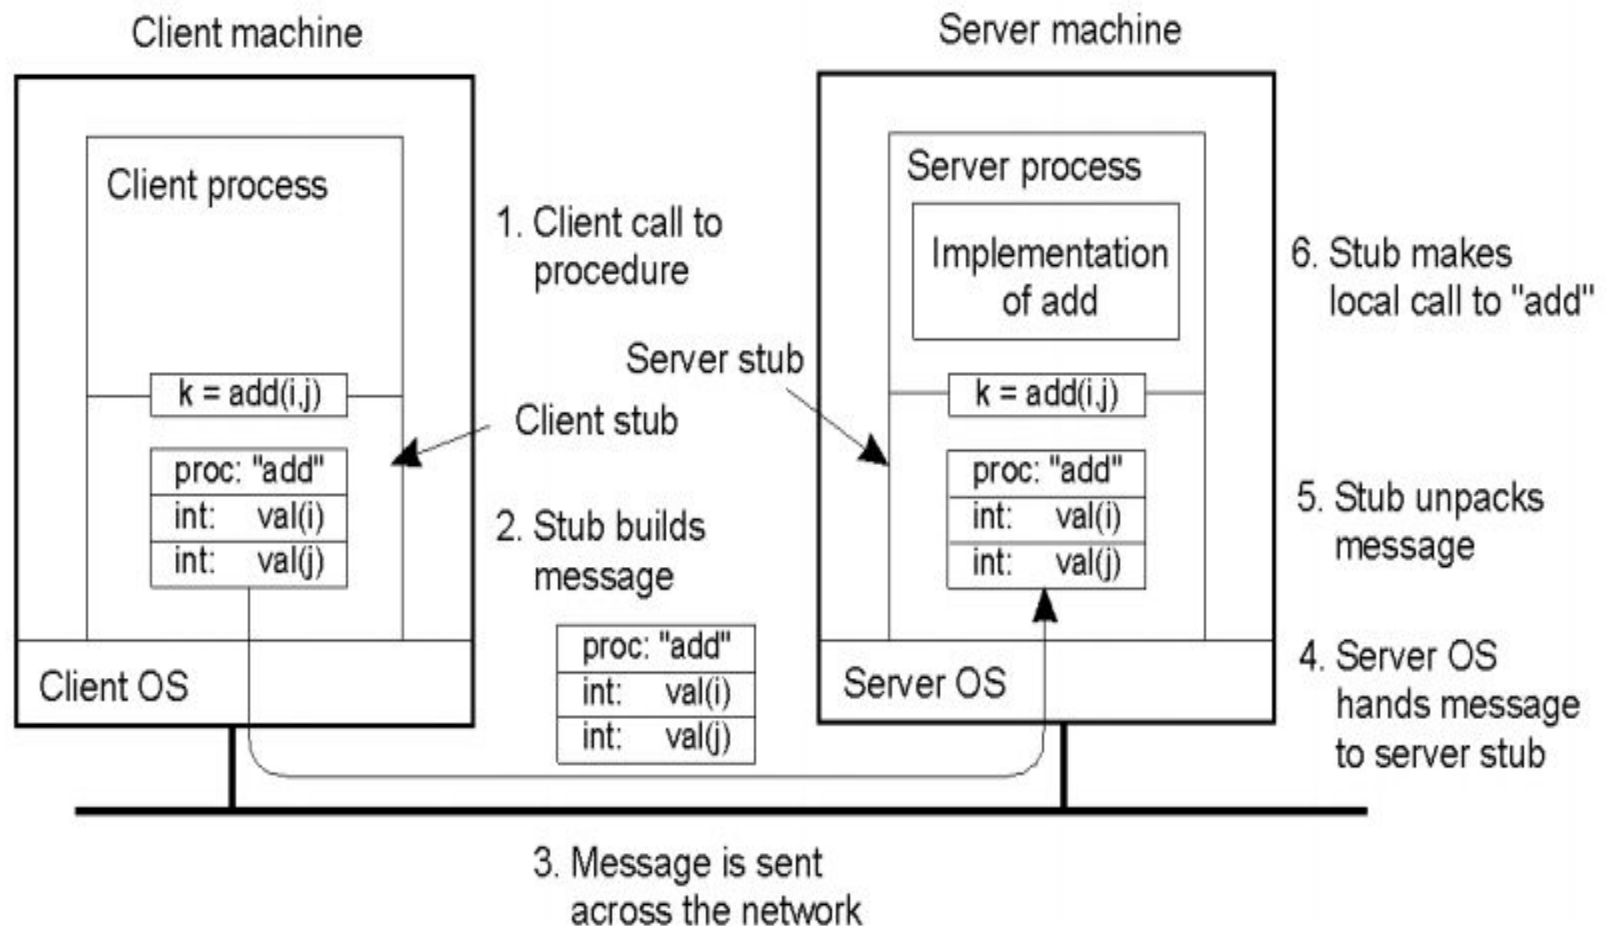 Client machine
Server machine
Client process
1. Client call to
procedure
Server process
Implementation
of add
6. Stub makes
local call to "add"
Server stub
k = add(i,j)
Client stub
k = add(i,j)
proc: "add"
int: val(i)
int: val(j)
2. Stub builds
message
proc: "add"
int: val(i)
int: val(j)
proc: "add"
int: val(i)
int: val(j)
5. Stub unpacks
message
Client OS
Server OS
4. Server OS
hands message
to server stub
3. Message is sent
across the network